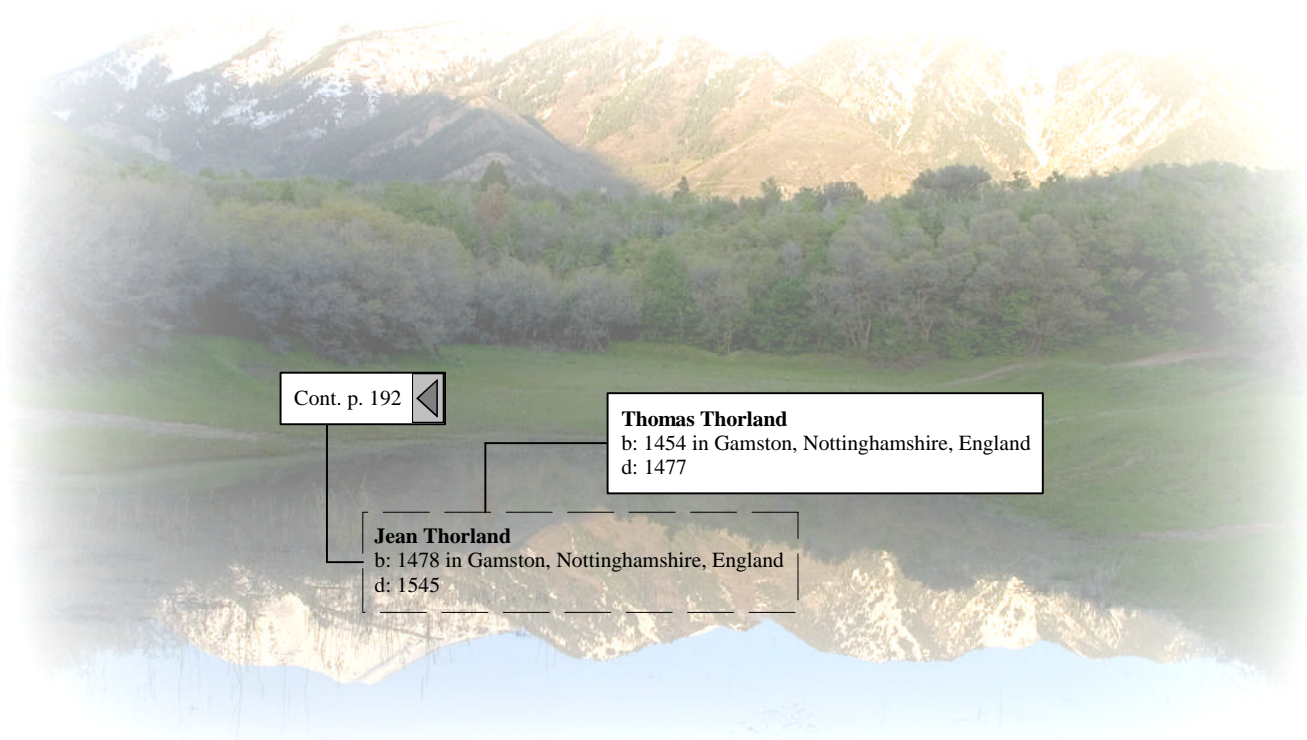 Cont. p. 192
Thomas Thorland
b: 1454 in Gamston, Nottinghamshire, England
d: 1477
Jean Thorland
b: 1478 in Gamston, Nottinghamshire, England
d: 1545